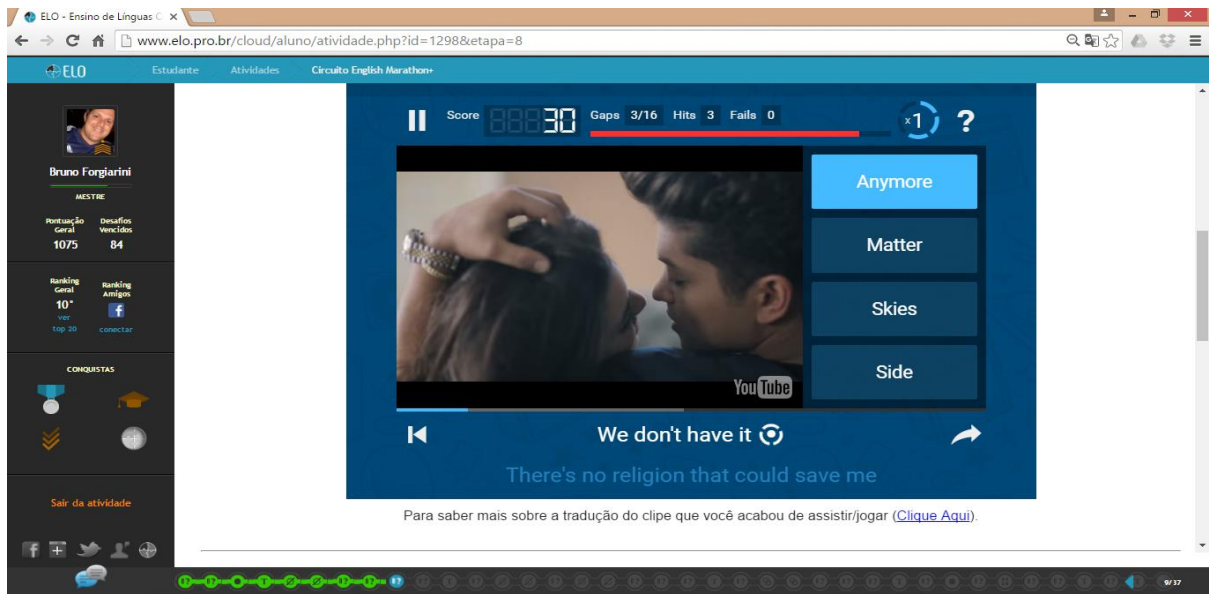 ELO - Ensino de Línguas C
www.elo.pro.br/cloud/aluno/atividade.php?id=1298&etapa=8
ELO Estudante Atividades Circuito English Marathon+
Bruno Forgiarini
MESTRE
Pontuação Geral
1075
Desafios Vencidos
84
Ranking Geral
10°
ver top 20
Ranking Amigos
f
conectar
CONQUISTAS
Sair da atividade
Score 30 Gaps 3/16 Hits 3 Fails 0 x1 ?
Anymore
Matter
Skies
Side
YouTube
We don't have it
There's no religion that could save me
Para saber mais sobre a tradução do clipe que você acabou de assistir/jogar (Clique Aqui).
9/37